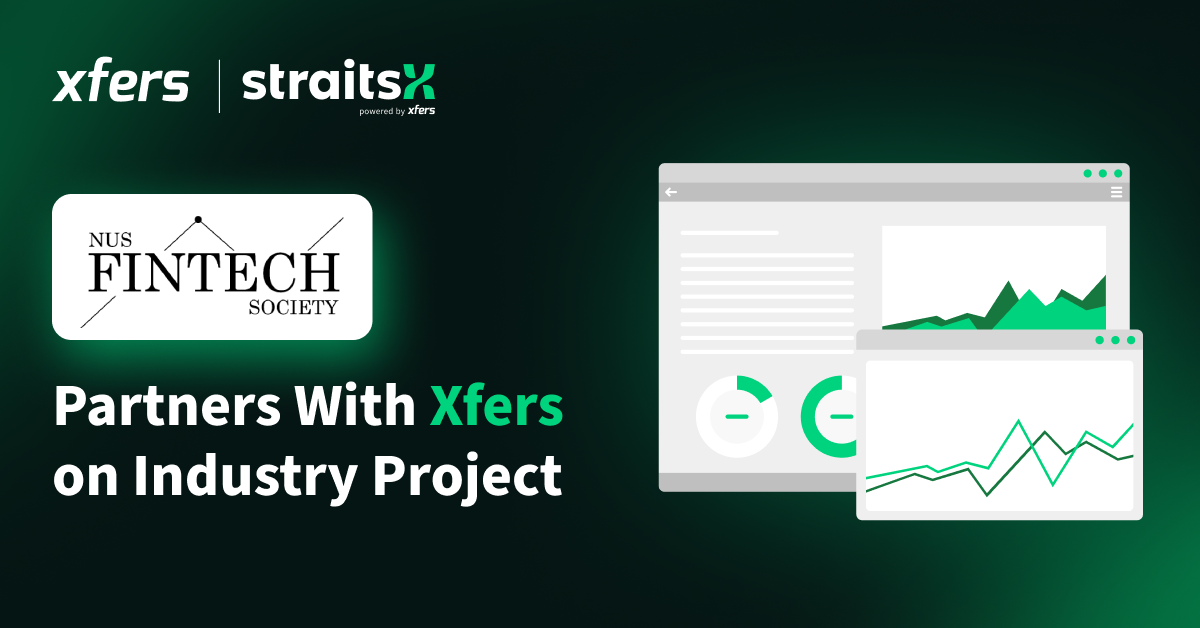 xfers
straitsX
powered by xfers
NUS
FINTECH
SOCIETY
Partners With Xfers
on Industry Project